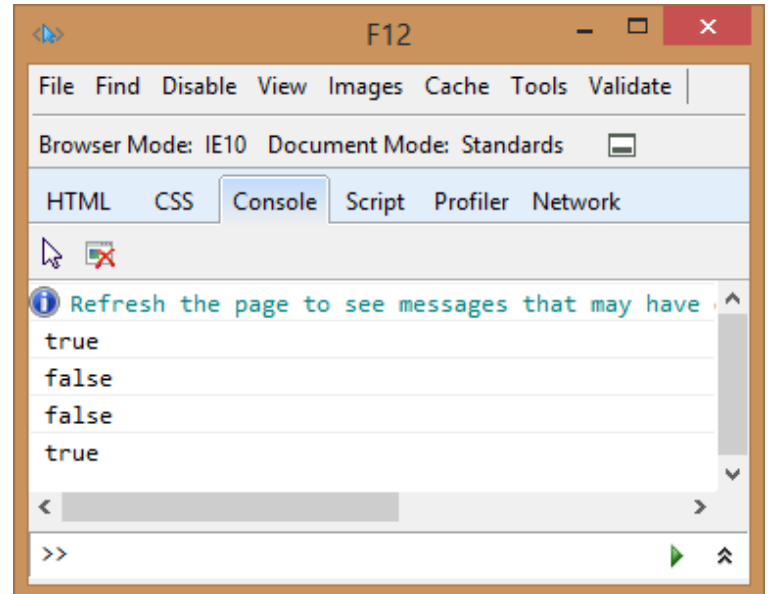 F12
File Find Disable View Images Cache Tools Validate
Browser Mode: IE10 Document Mode: Standards
HTML CSS Console Script Profiler Network
Refresh the page to see messages that may have
true
false
false
true
>>